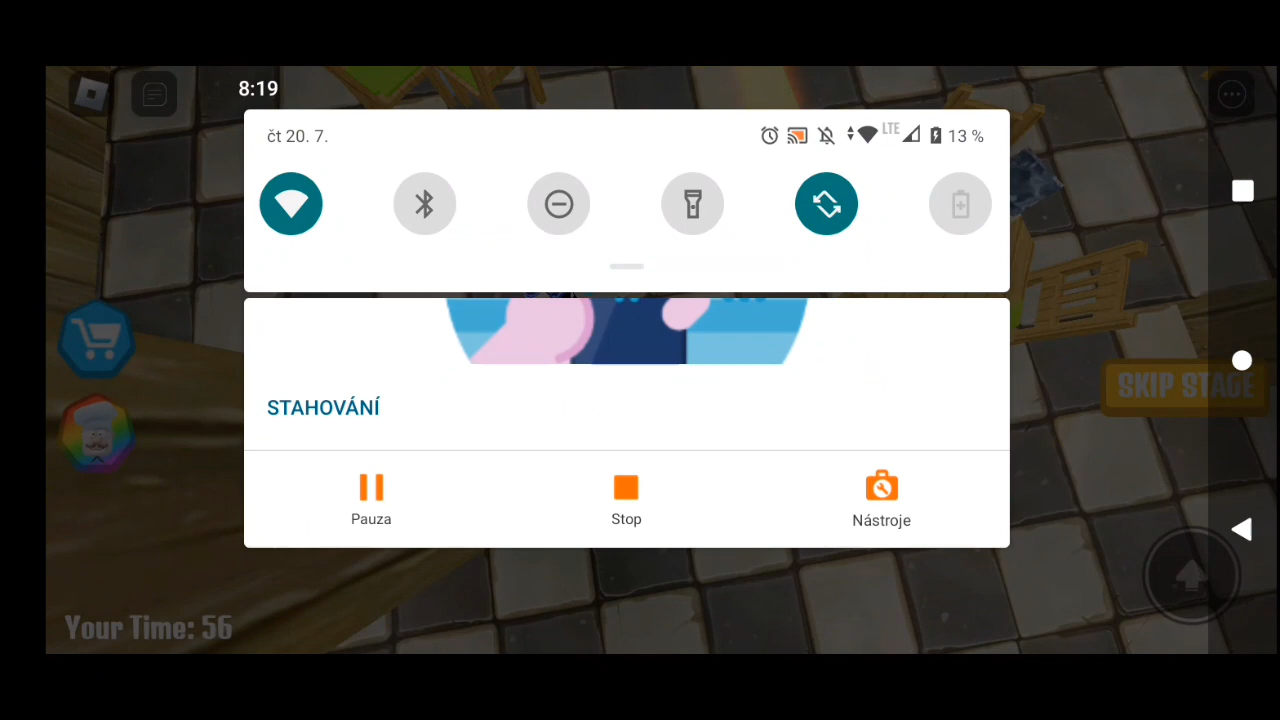 8:19
čt 20. 7.
LTE
13 %
STAHOVÁNÍ
SKIP STAGE
Pauza
Stop
Nástroje
Your Time: 56